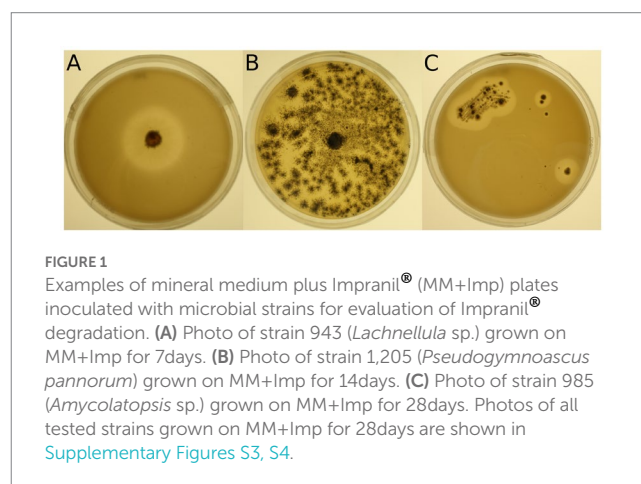 A B C
FIGURE 1
Examples of mineral medium plus Impranil® (MM+Imp) plates
inoculated with microbial strains for evaluation of Impranil®
degradation. (A) Photo of strain 943 (Lachnellula sp.) grown on
MM+Imp for 7days. (B) Photo of strain 1,205 (Pseudogymnoascus
pannorum) grown on MM+Imp for 14days. (C) Photo of strain 985
(Amycolatopsis sp.) grown on MM+Imp for 28days. Photos of all
tested strains grown on MM+Imp for 28days are shown in
Supplementary Figures S3, S4.